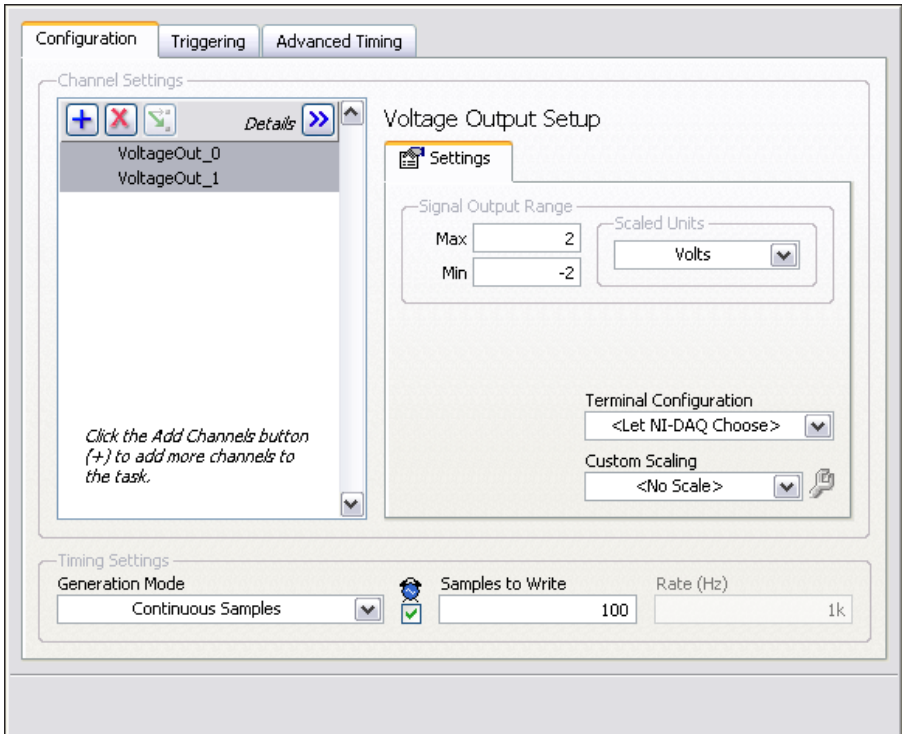 Configuration
Triggering
Advanced Timing
Channel Settings
Details
VoltageOut_0
VoltageOut_1
Click the Add Channels button
(+) to add more channels to
the task.
Voltage Output Setup
Settings
Signal Output Range
Max 2
Min -2
Scaled Units
Volts
Terminal Configuration
<Let NI-DAQ Choose>
Custom Scaling
<No Scale>
Timing Settings
Generation Mode
Continuous Samples
Samples to Write
100
Rate (Hz)
1k